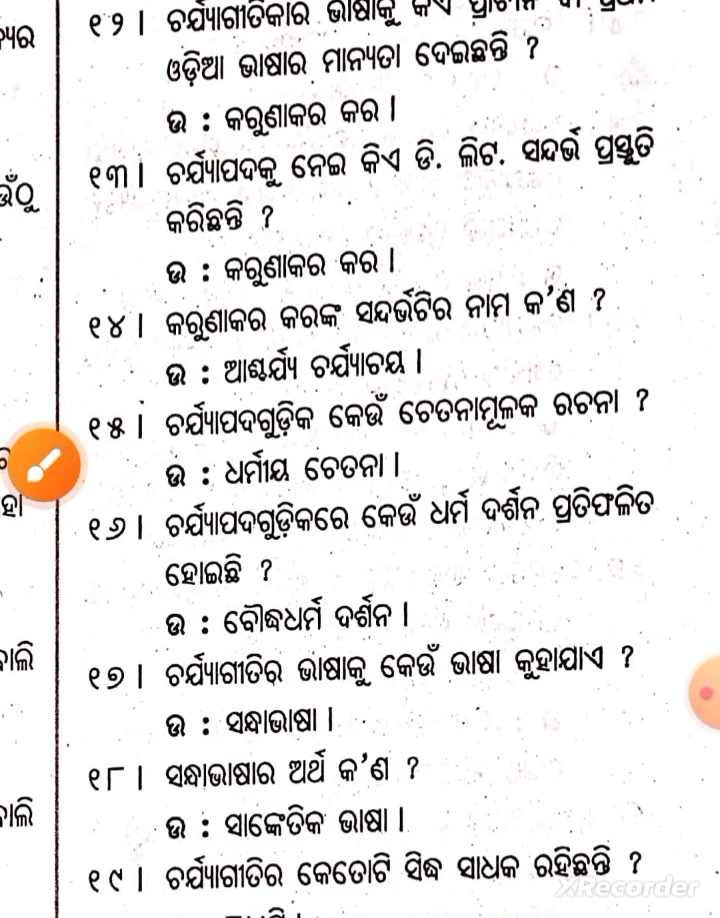 ୧୨। ଚର୍ଯ୍ୟାଗୀତିକାର ଭାଷାକୁ କିଏ
ଓଡ଼ିଆ ଭାଷାର ମାନ୍ୟତା ଦେଇଛନ୍ତି ?
ଉ : କରୁଣାକର କର।
୧୩। ଚର୍ଯ୍ୟାପଦକୁ ନେଇ କିଏ ଡି. ଲିଟ. ସନ୍ଦର୍ଭ ପ୍ରସ୍ତୁତି
କରିଛନ୍ତି ?
ଉ : କରୁଣାକର କର।
୧୪। କରୁଣାକର କରଙ୍କ ସନ୍ଦର୍ଭଟିର ନାମ କ'ଣ ?
ଉ : ଆଶ୍ଚର୍ଯ୍ୟ ଚର୍ଯ୍ୟାଚୟ।
୧୫। ଚର୍ଯ୍ୟାପଦଗୁଡ଼ିକ କେଉଁ ଚେତନାମୂଳକ ରଚନା ?
ଉ : ଧର୍ମୀୟ ଚେତନା।
୧୬। ଚର୍ଯ୍ୟାପଦଗୁଡ଼ିକରେ କେଉଁ ଧର୍ମ ଦର୍ଶନ ପ୍ରତିଫଳିତ
ହୋଇଛି ?
ଉ : ବୌଦ୍ଧଧର୍ମ ଦର୍ଶନ।
୧୭। ଚର୍ଯ୍ୟାଗୀତିର ଭାଷାକୁ କେଉଁ ଭାଷା କୁହାଯାଏ ?
ଉ : ସନ୍ଧାଭାଷା।
୧୮। ସନ୍ଧାଭାଷାର ଅର୍ଥ କ'ଣ ?
ଉ : ସାଙ୍କେତିକ ଭାଷା।
୧୯। ଚର୍ଯ୍ୟାଗୀତିର କେତୋଟି ସିଦ୍ଧ ସାଧକ ରହିଛନ୍ତି ?
XRecorder